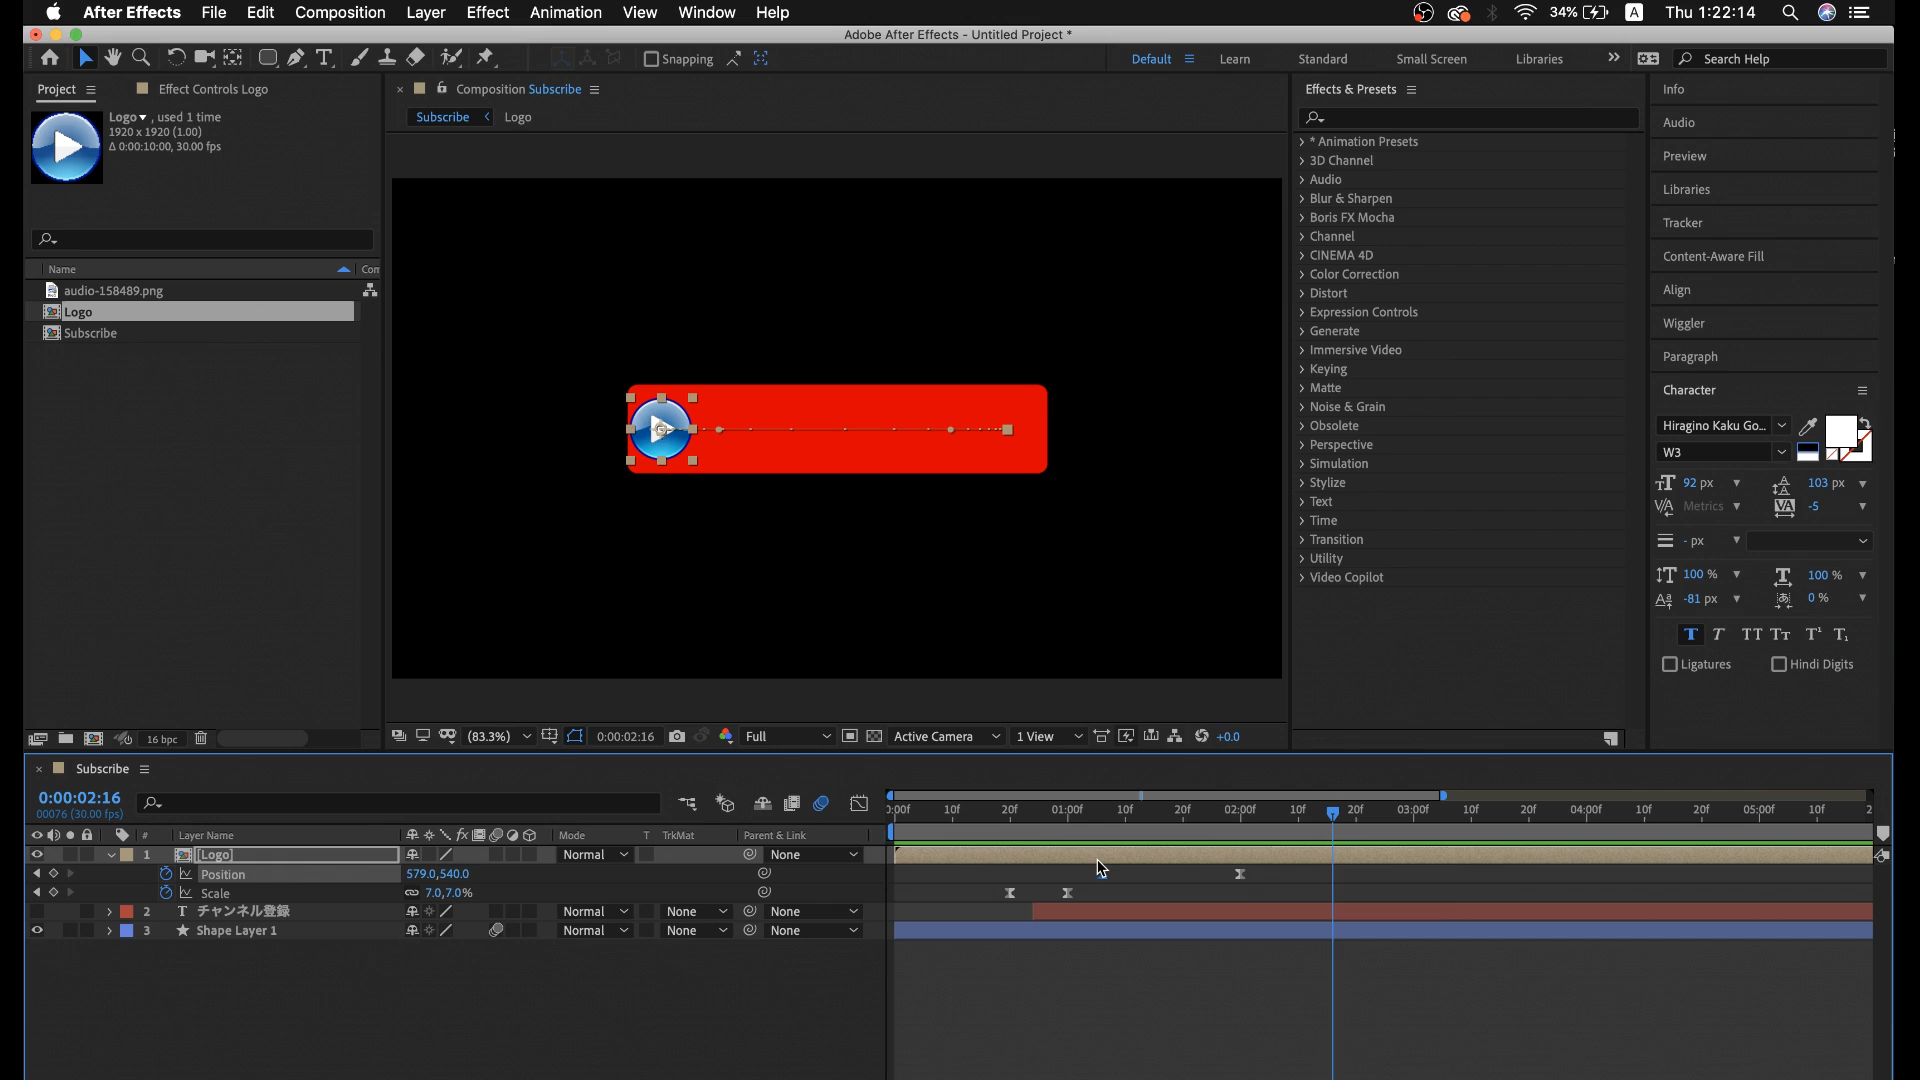 After Effects File Edit Composition Layer Effect Animation View Window Help 34% A Thu 1:22:14
Adobe After Effects - Untitled Project *
Snapping Default Learn Standard Small Screen Libraries Search Help
Project Effect Controls Logo
Logo , used 1 time
1920 x 1920 (1.00)
Δ 0:00:10:00, 30.00 fps
Name
audio-158489.png
Logo
Subscribe
16 bpc
Composition Subscribe
Subscribe Logo
(83.3%) 0:00:02:16 Full Active Camera 1 View +0.0
Effects & Presets
* Animation Presets
3D Channel
Audio
Blur & Sharpen
Boris FX Mocha
Channel
CINEMA 4D
Color Correction
Distort
Expression Controls
Generate
Immersive Video
Keying
Matte
Noise & Grain
Obsolete
Perspective
Simulation
Stylize
Text
Time
Transition
Utility
Video Copilot
Info
Audio
Preview
Libraries
Tracker
Content-Aware Fill
Align
Wiggler
Paragraph
Character
Hiragino Kaku Go...
W3
92 px 103 px
Metrics -5
- px
100 % 100 %
-81 px 0 %
T T TT Tt T¹ T₁
Ligatures Hindi Digits
Subscribe
0:00:02:16
00076 (30.00 fps)
:00f 10f 20f 01:00f 10f 20f 02:00f 10f 20f 03:00f 10f 20f 04:00f 10f 20f 05:00f 10f 2
# Layer Name Mode T TrkMat Parent & Link
1 [Logo] Normal None
Position 579.0,540.0
Scale 7.0,7.0%
2 T チャンネル登録 Normal None None
3 Shape Layer 1 Normal None None